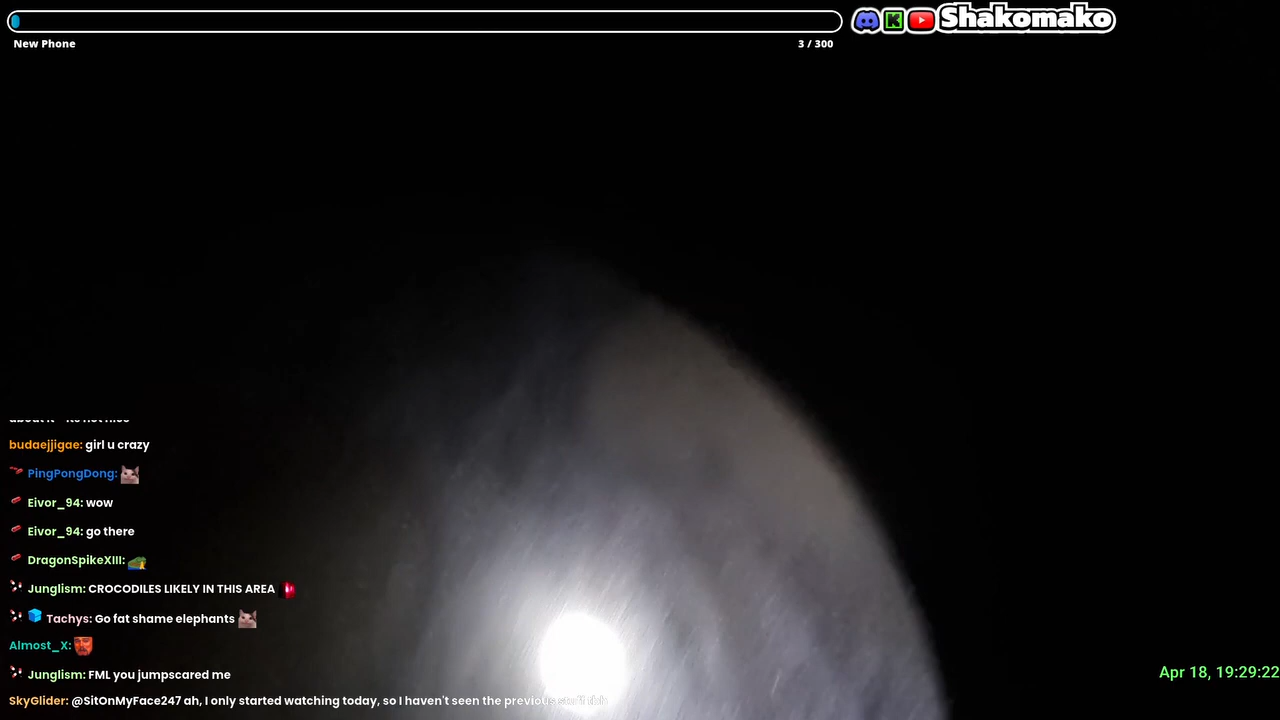 Shakomako
New Phone 3 / 300
budaejjigae: girl u crazy
PingPongDong:
Eivor_94: wow
Eivor_94: go there
DragonSpikeXIII:
Junglism: CROCODILES LIKELY IN THIS AREA
Tachys: Go fat shame elephants
Almost_X:
Junglism: FML you jumpscared me
Apr 18, 19:29:22
SkyGlider: @SitOnMyFace247 ah, I only started watching today, so I haven't seen the previous stuff tbh